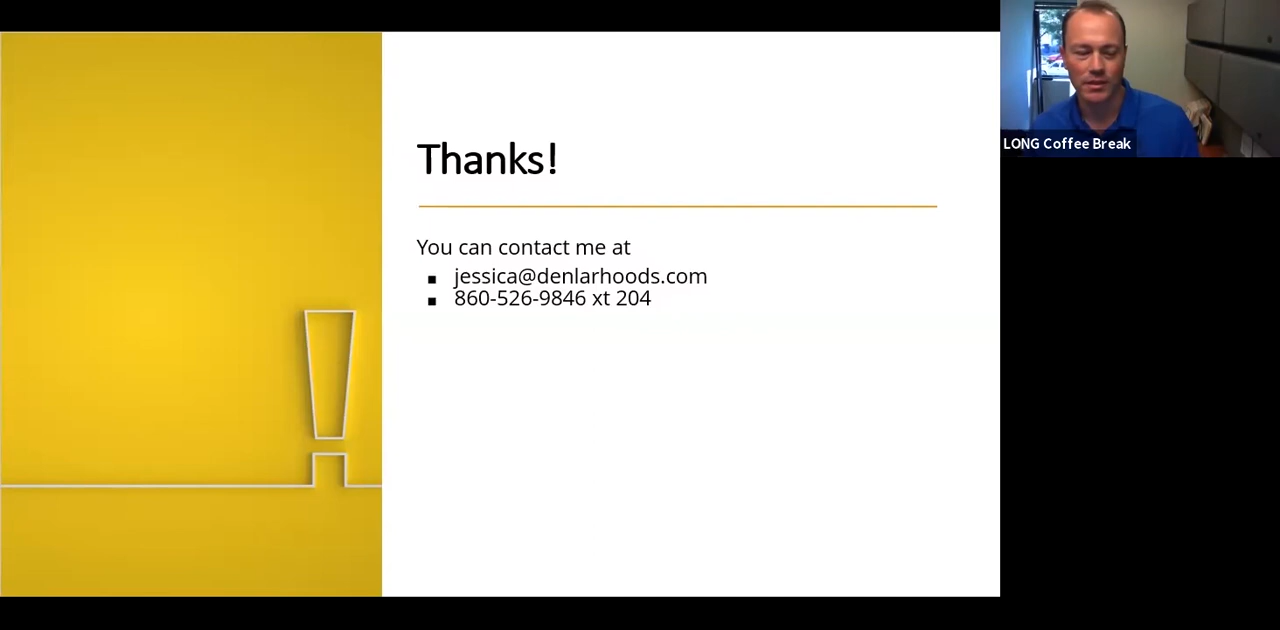 Thanks!
You can contact me at
▪ jessica@denlarhoods.com
▪ 860-526-9846 xt 204
LONG Coffee Break